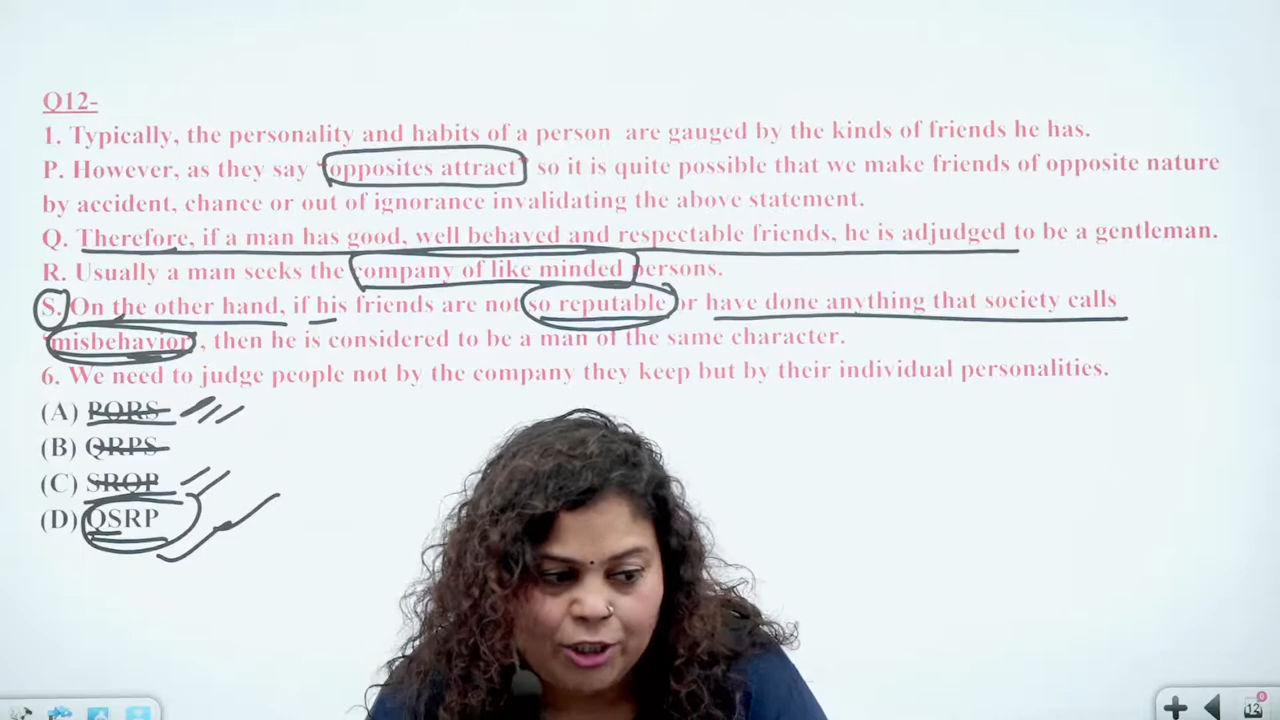 Q12-
1. Typically, the personality and habits of a person are gauged by the kinds of friends he has.
P. However, as they say "opposites attract" so it is quite possible that we make friends of opposite nature
by accident, chance or out of ignorance invalidating the above statement.
Q. Therefore, if a man has good, well behaved and respectable friends, he is adjudged to be a gentleman.
R. Usually a man seeks the company of like minded persons.
S. On the other hand, if his friends are not so reputable or have done anything that society calls
'misbehavior', then he is considered to be a man of the same character.
6. We need to judge people not by the company they keep but by their individual personalities.
(A) PQRS
(B) QRPS
(C) SRQP
(D) QSRP
12